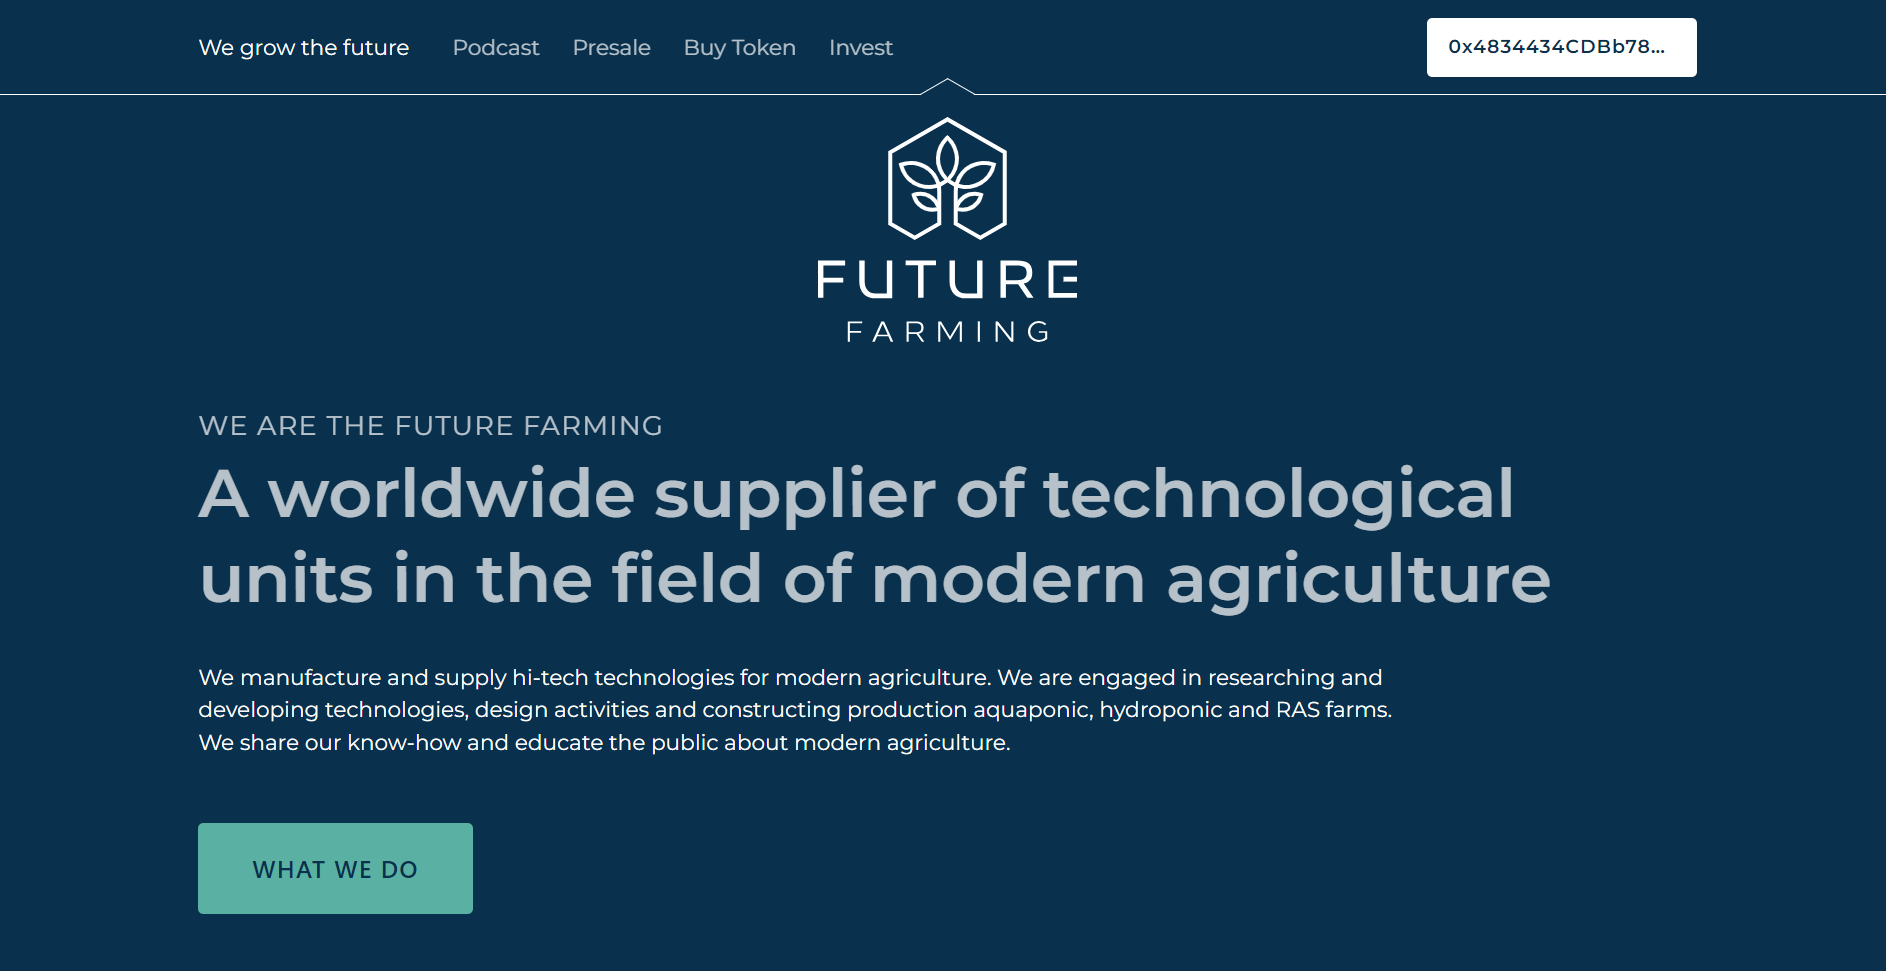 We grow the future Podcast Presale Buy Token Invest 0x4834434CDBb78...
FUTURE
FARMING
WE ARE THE FUTURE FARMING
A worldwide supplier of technological
units in the field of modern agriculture
We manufacture and supply hi-tech technologies for modern agriculture. We are engaged in researching and
developing technologies, design activities and constructing production aquaponic, hydroponic and RAS farms.
We share our know-how and educate the public about modern agriculture.
WHAT WE DO